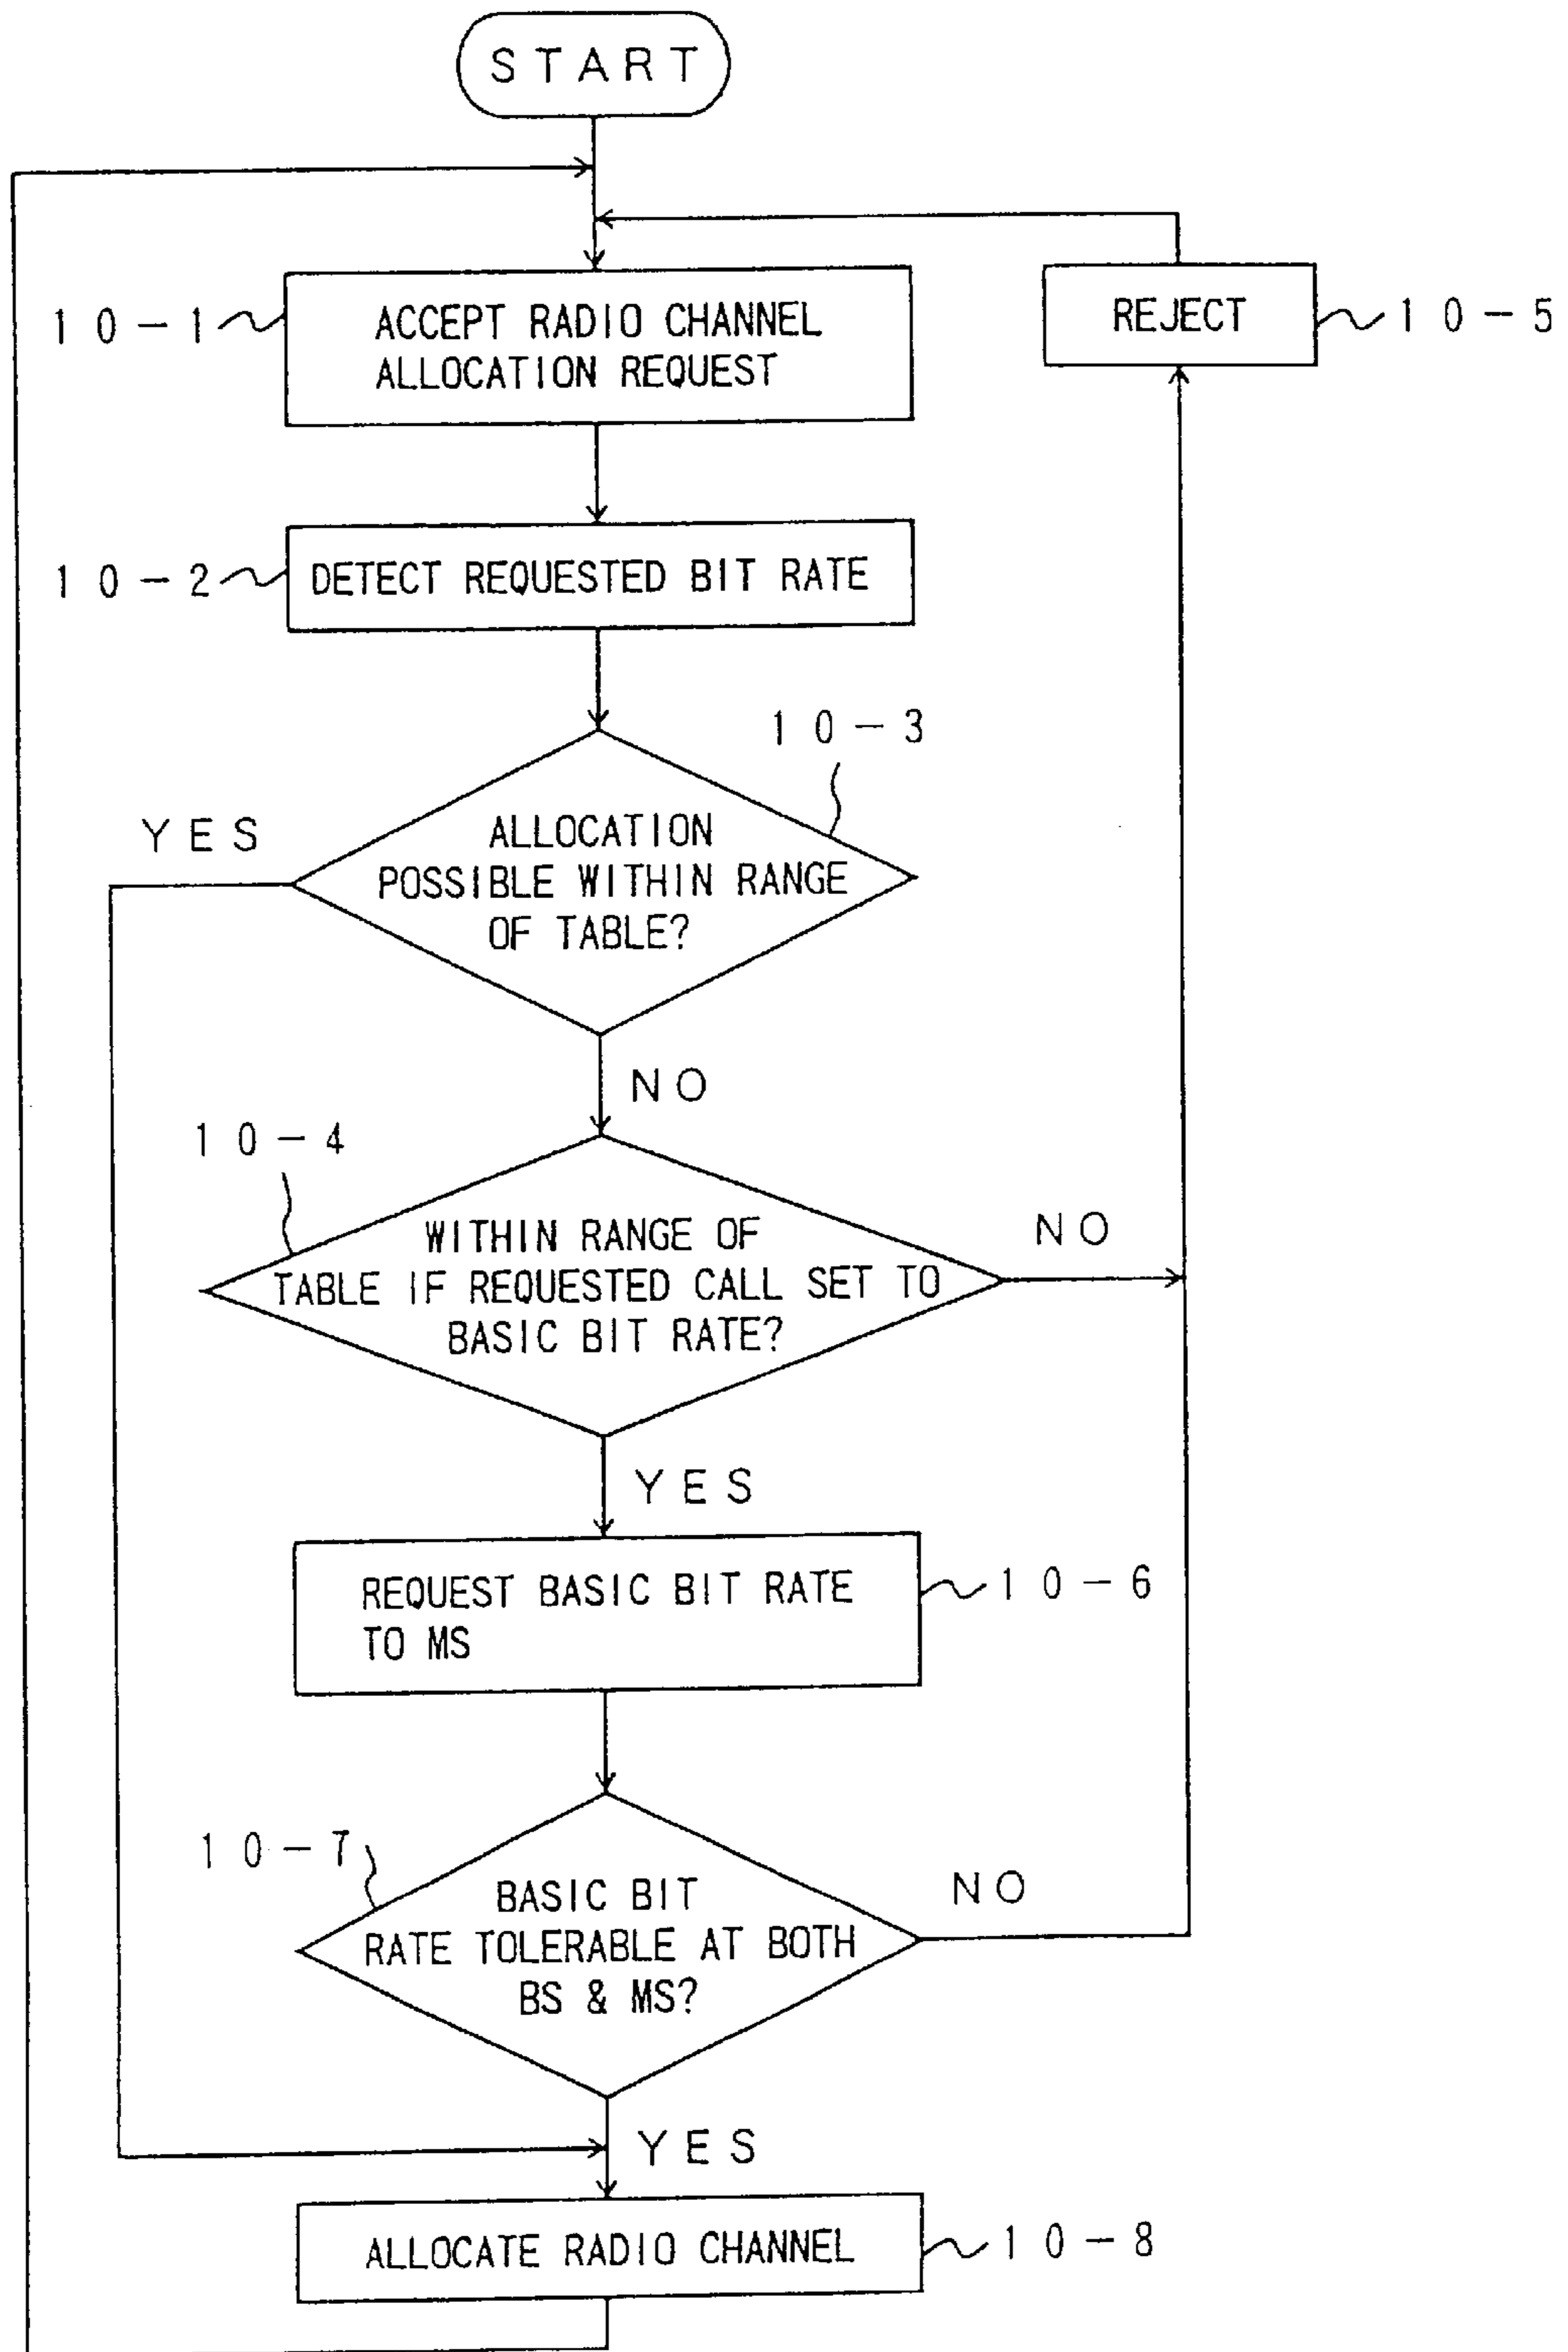 START
10-1
ACCEPT RADIO CHANNEL
ALLOCATION REQUEST
REJECT
10-5
10-2
DETECT REQUESTED BIT RATE
10-3
YES
ALLOCATION
POSSIBLE WITHIN RANGE
OF TABLE?
NO
10-4
WITHIN RANGE OF
TABLE IF REQUESTED CALL SET TO
BASIC BIT RATE?
NO
YES
REQUEST BASIC BIT RATE
TO MS
10-6
10-7
BASIC BIT
RATE TOLERABLE AT BOTH
BS & MS?
NO
YES
ALLOCATE RADIO CHANNEL
10-8